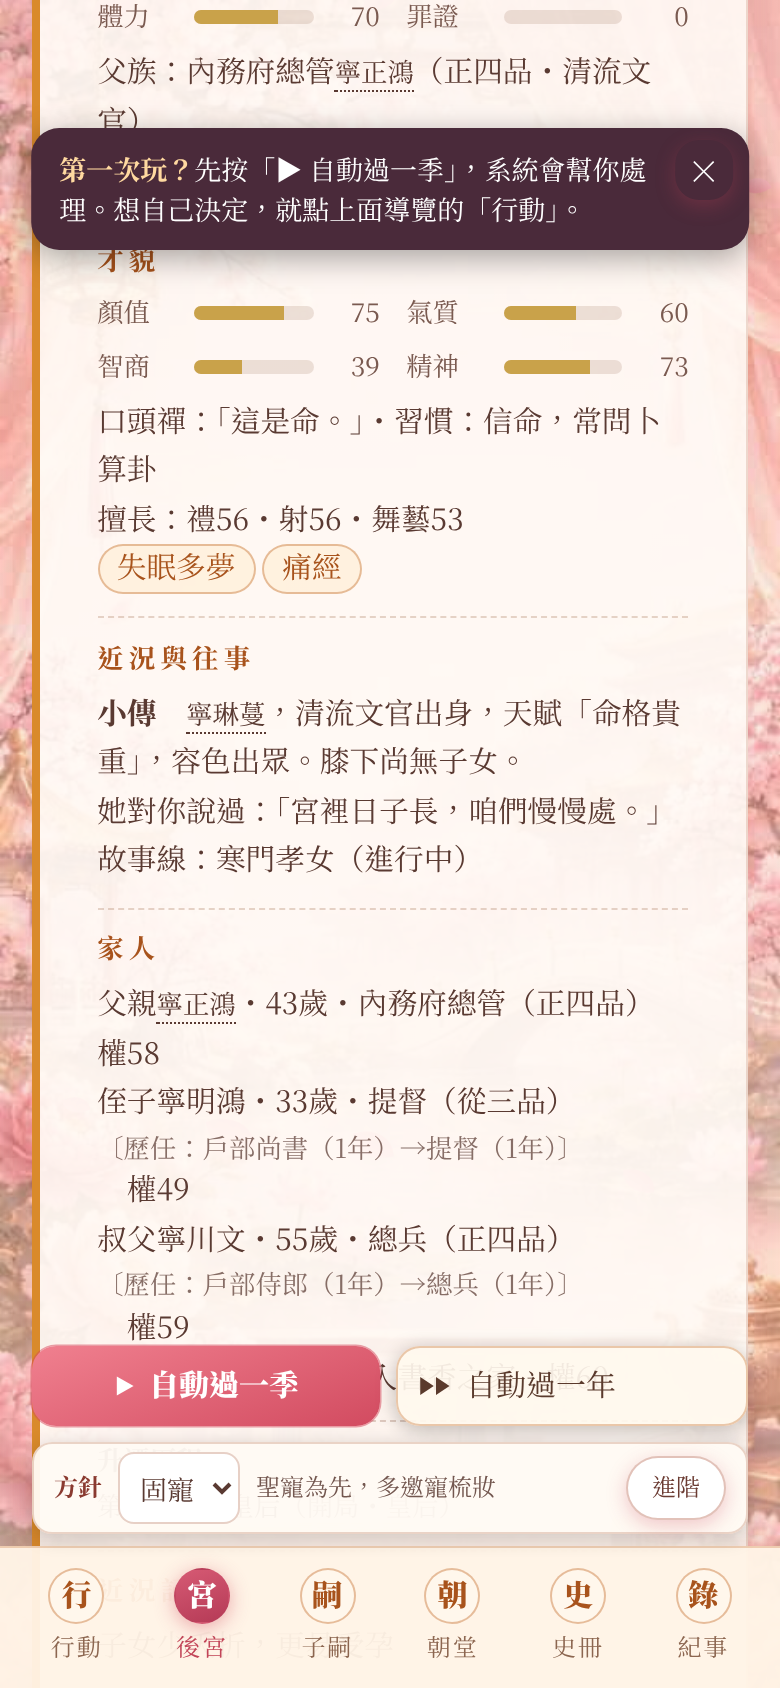 體力 70 罪證 0
父族：內務府總管寧正鴻（正四品・清流文
官）
第一次玩？先按「▶ 自動過一季」，系統會幫你處
理。想自己決定，就點上面導覽的「行動」。
才貌
顏值 75 氣質 60
智商 39 精神 73
口頭禪：「這是命。」・習慣：信命，常問卜
算卦
擅長：禮56・射56・舞藝53
失眠多夢 痛經
近況與往事
小傳 寧琳蔓，清流文官出身，天賦「命格貴
重」，容色出眾。膝下尚無子女。
她對你說過：「宮裡日子長，咱們慢慢處。」
故事線：寒門孝女（進行中）
家人
父親寧正鴻・43歲・內務府總管（正四品）
權58
侄子寧明鴻・33歲・提督（從三品）
〔歷任：戶部尚書（1年）→提督（1年）〕
權49
叔父寧川文・55歲・總兵（正四品）
〔歷任：戶部侍郎（1年）→總兵（1年）〕
權59
▶ 自動過一季 ▶▶ 自動過一年
方針 固寵 聖寵為先，多邀寵梳妝 進階
行 宮 嗣 朝 史 錄
行動 後宮 子嗣 朝堂 史冊 紀事